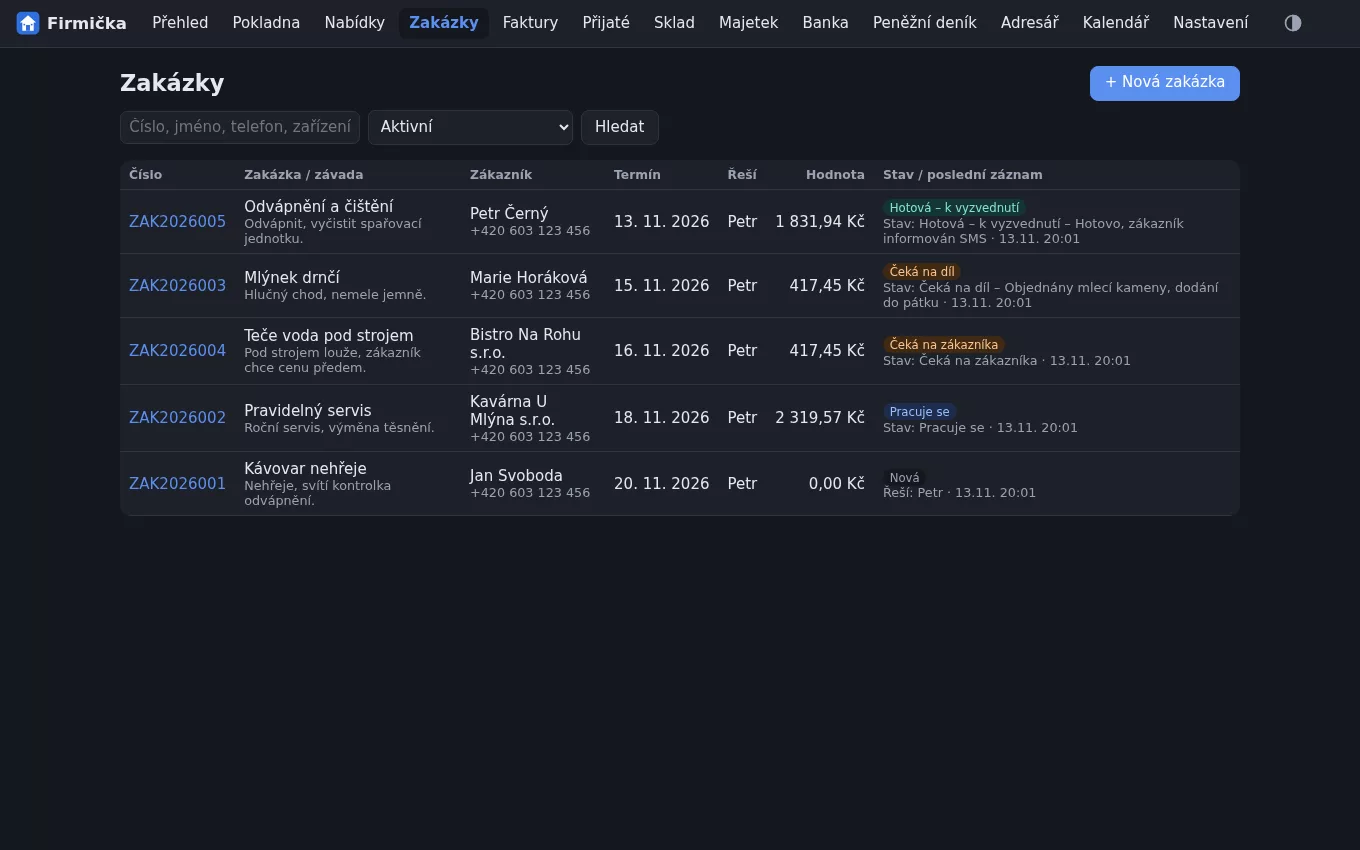 Firmička Přehled Pokladna Nabídky Zakázky Faktury Přijaté Sklad Majetek Banka Peněžní deník Adresář Kalendář Nastavení
Zakázky
+ Nová zakázka
Číslo, jméno, telefon, zařízení Aktivní Hledat
Číslo Zakázka / závada Zákazník Termín Řeší Hodnota Stav / poslední záznam
ZAK2026005
Odvápnění a čištění
Odvápnit, vyčistit spařovací
jednotku.
Petr Černý
+420 603 123 456
13. 11. 2026 Petr 1 831,94 Kč
Hotová – k vyzvednutí
Stav: Hotová – k vyzvednutí – Hotovo, zákazník
informován SMS · 13.11. 20:01
ZAK2026003
Mlýnek drnčí
Hlučný chod, nemele jemně.
Marie Horáková
+420 603 123 456
15. 11. 2026 Petr 417,45 Kč
Čeká na díl
Stav: Čeká na díl – Objednány mlecí kameny, dodání
do pátku · 13.11. 20:01
ZAK2026004
Teče voda pod strojem
Pod strojem louže, zákazník
chce cenu předem.
Bistro Na Rohu
s.r.o.
+420 603 123 456
16. 11. 2026 Petr 417,45 Kč
Čeká na zákazníka
Stav: Čeká na zákazníka · 13.11. 20:01
ZAK2026002
Pravidelný servis
Roční servis, výměna těsnění.
Kavárna U
Mlýna s.r.o.
+420 603 123 456
18. 11. 2026 Petr 2 319,57 Kč
Pracuje se
Stav: Pracuje se · 13.11. 20:01
ZAK2026001
Kávovar nehřeje
Nehřeje, svítí kontrolka
odvápnění.
Jan Svoboda
+420 603 123 456
20. 11. 2026 Petr 0,00 Kč
Nová
Řeší: Petr · 13.11. 20:01